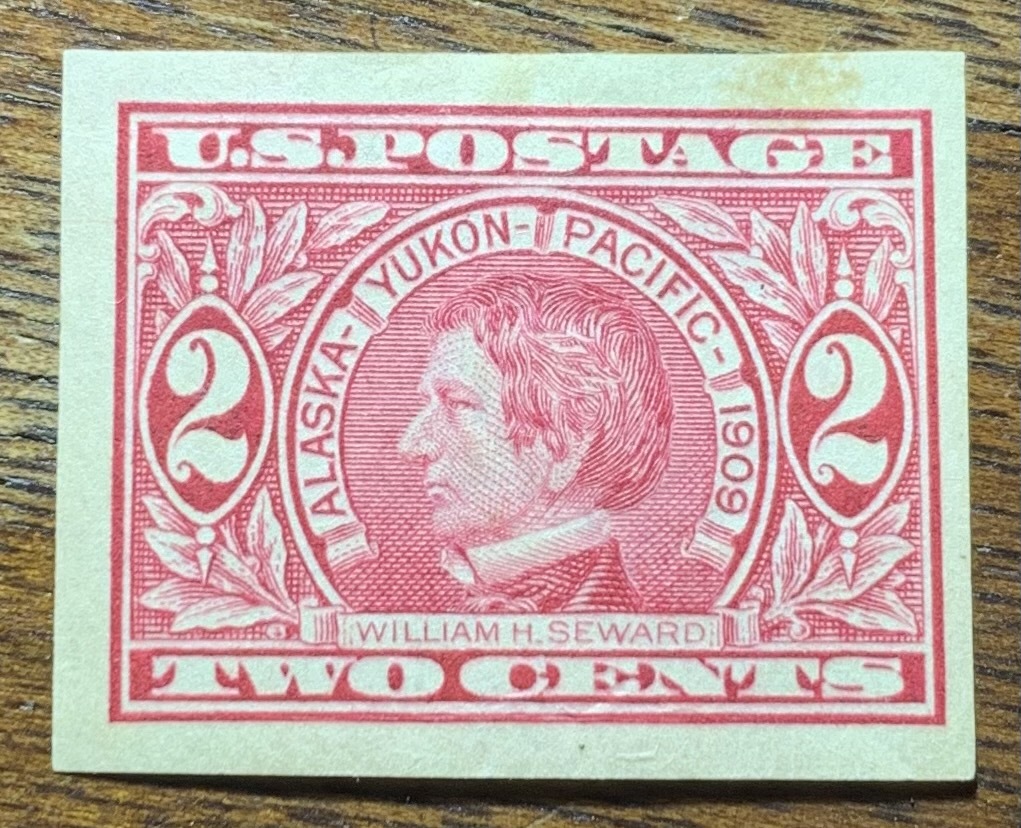 U.S.POSTAGE
ALASKA-YUKON-PACIFIC-1909
2 2
WILLIAM H. SEWARD
TWO CENTS